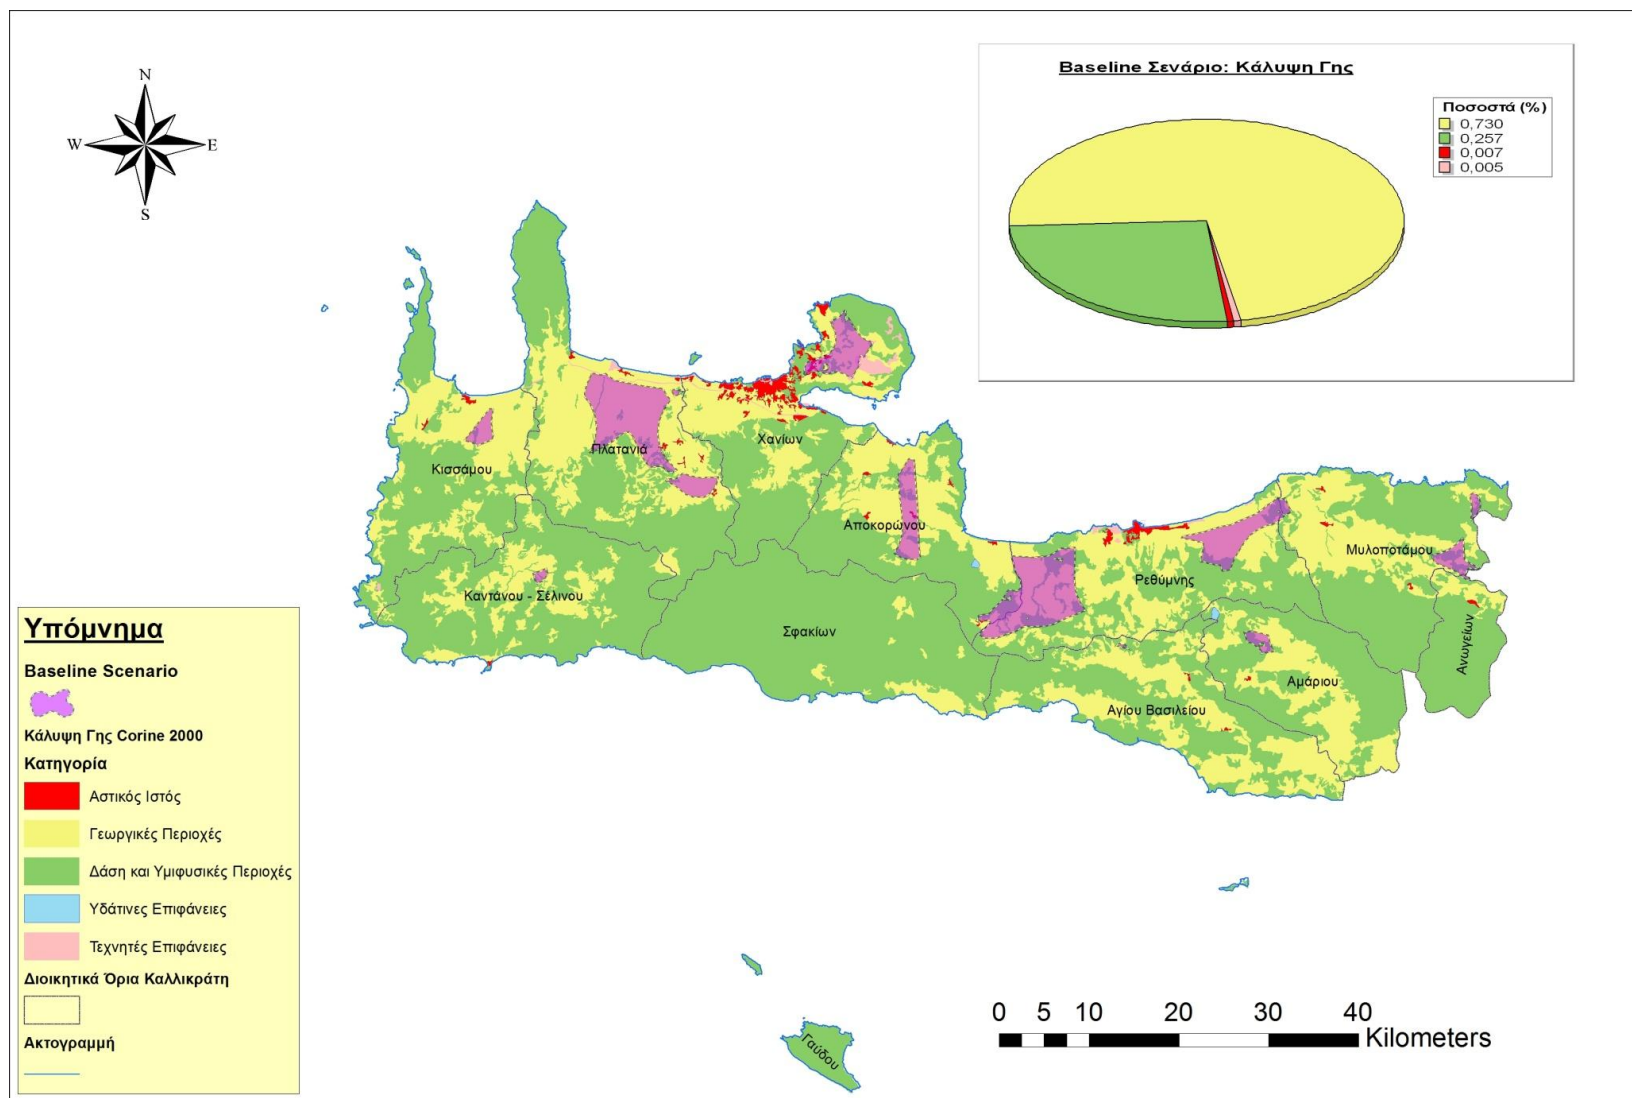 N
W
E
S
Baseline Σενάριο: Κάλυψη Γης
Ποσοστά (%)
0,730
0,257
0,007
0,005
Χανίων
Πλατανιά
Κισσάμου
Αποκορώνου
Μυλοποτάμου
Ρεθύμνης
Καντάνου - Σέλινου
Σφακίων
Ανωγείων
Αμάριου
Αγίου Βασιλείου
Γαύδου
Υπόμνημα
Baseline Scenario
Κάλυψη Γης Corine 2000
Κατηγορία
Αστικός Ιστός
Γεωργικές Περιοχές
Δάση και Υμιφυσικές Περιοχές
Υδάτινες Επιφάνειες
Τεχνητές Επιφάνειες
Διοικητικά Όρια Καλλικράτη
Ακτογραμμή
0 5 10 20 30 40
Kilometers